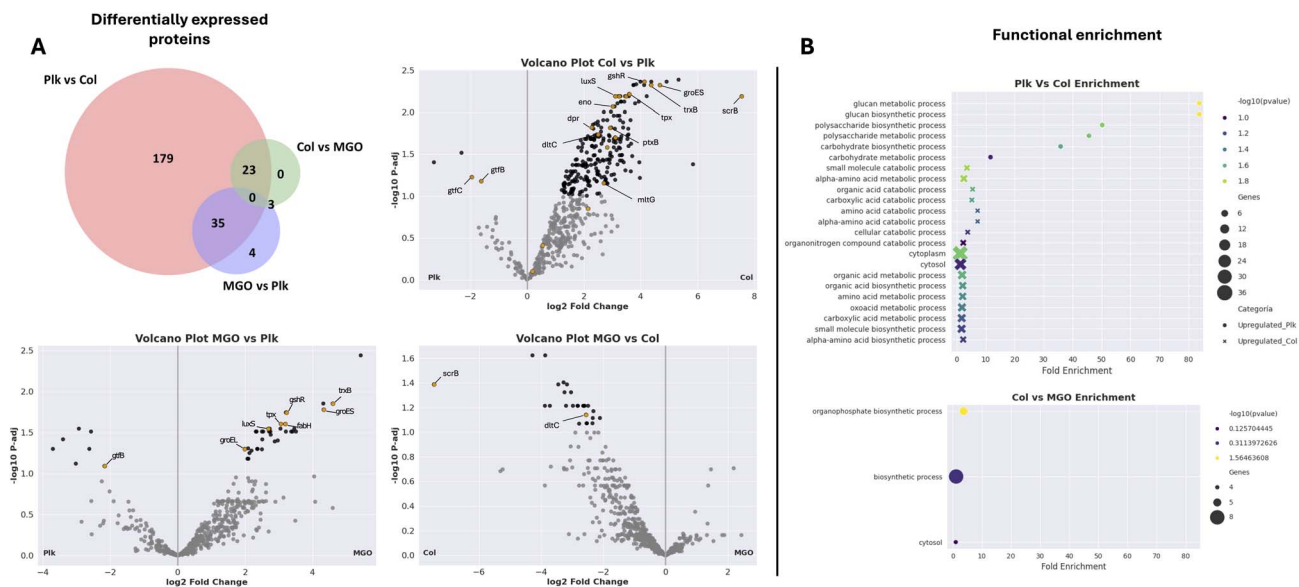 Differentially expressed
proteins
A
Plk vs Col
179
Col vs MGO
23
0
0
3
35
4
MGO vs Plk
Volcano Plot Col vs Plk
-log10 P-adj
2.5
2.0
1.5
1.0
0.5
0.0
gshR
luxS
groES
eno
trxB
scrB
tpx
dpr
dltC
ptxB
gtfB
gtfC
mltG
Plk
Col
−2
0
2
4
6
8
log2 Fold Change
Volcano Plot MGO vs Plk
-log10 P-adj
2.5
2.0
1.5
1.0
0.5
0.0
gshR
trxB
tpx
groES
luxS
fabH
groEL
gtfB
Plk
MGO
−4
−2
0
2
4
log2 Fold Change
Volcano Plot MGO vs Col
-log10 P-adj
1.6
1.4
1.2
1.0
0.8
0.6
0.4
0.16
0.0
scrB
dltC
Col
MGO
−6
−4
−2
0
2
log2 Fold Change
B
Functional enrichment
Plk Vs Col Enrichment
glucan metabolic process
glucan biosynthetic process
polysaccharide biosynthetic process
polysaccharide metabolic process
carbohydrate biosynthetic process
carbohydrate metabolic process
small molecule catabolic process
alpha-amino acid metabolic process
organic acid catabolic process
carboxylic acid catabolic process
amino acid catabolic process
alpha-amino acid catabolic process
cellular catabolic process
organonitrogen compound catabolic process
cytoplasm
cytosol
organic acid metabolic process
organic acid biosynthetic process
amino acid metabolic process
oxoacid metabolic process
carboxylic acid metabolic process
small molecule biosynthetic process
alpha-amino acid biosynthetic process
0
10
20
30
40
50
60
70
80
Fold Enrichment
-log10(pvalue)
1.0
1.2
1.4
1.6
1.8
Genes
6
12
18
24
30
36
Categoría
Upregulated_Plk
Upregulated_Col
Col vs MGO Enrichment
organophosphate biosynthetic process
biosynthetic process
cytosol
0
10
20
30
40
50
60
70
80
Fold Enrichment
-log10(pvalue)
0.125704445
0.3113972626
1.56463608
Genes
4
5
8